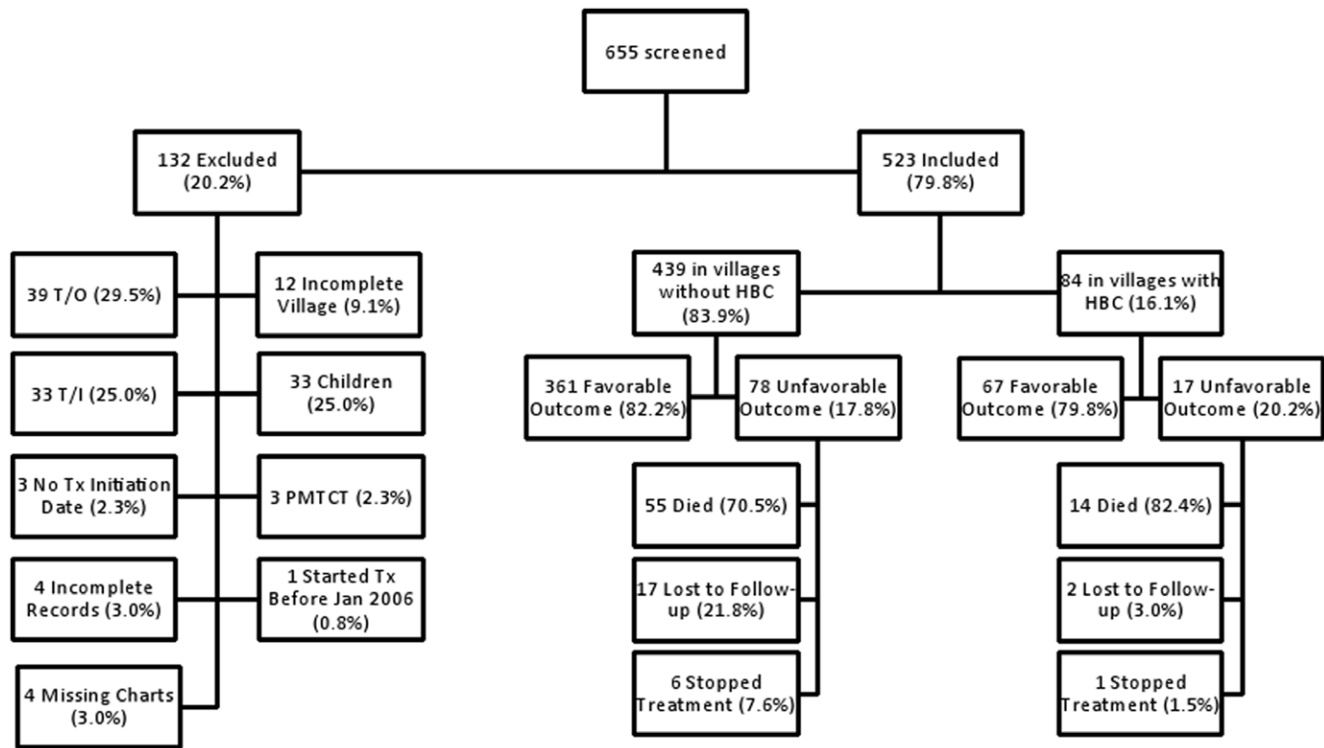 655 screened
132 Excluded
(20.2%)
523 Included
(79.8%)
39 T/O (29.5%)
12 Incomplete
Village (9.1%)
33 T/I (25.0%)
33 Children
(25.0%)
3 No Tx Initiation
Date (2.3%)
3 PMTCT (2.3%)
4 Incomplete
Records (3.0%)
1 Started Tx
Before Jan 2006
(0.8%)
4 Missing Charts
(3.0%)
439 in villages
without HBC
(83.9%)
84 in villages with
HBC (16.1%)
361 Favorable
Outcome (82.2%)
78 Unfavorable
Outcome (17.8%)
67 Favorable
Outcome (79.8%)
17 Unfavorable
Outcome (20.2%)
55 Died (70.5%)
17 Lost to Follow-
up (21.8%)
6 Stopped
Treatment (7.6%)
14 Died (82.4%)
2 Lost to Follow-
up (3.0%)
1 Stopped
Treatment (1.5%)